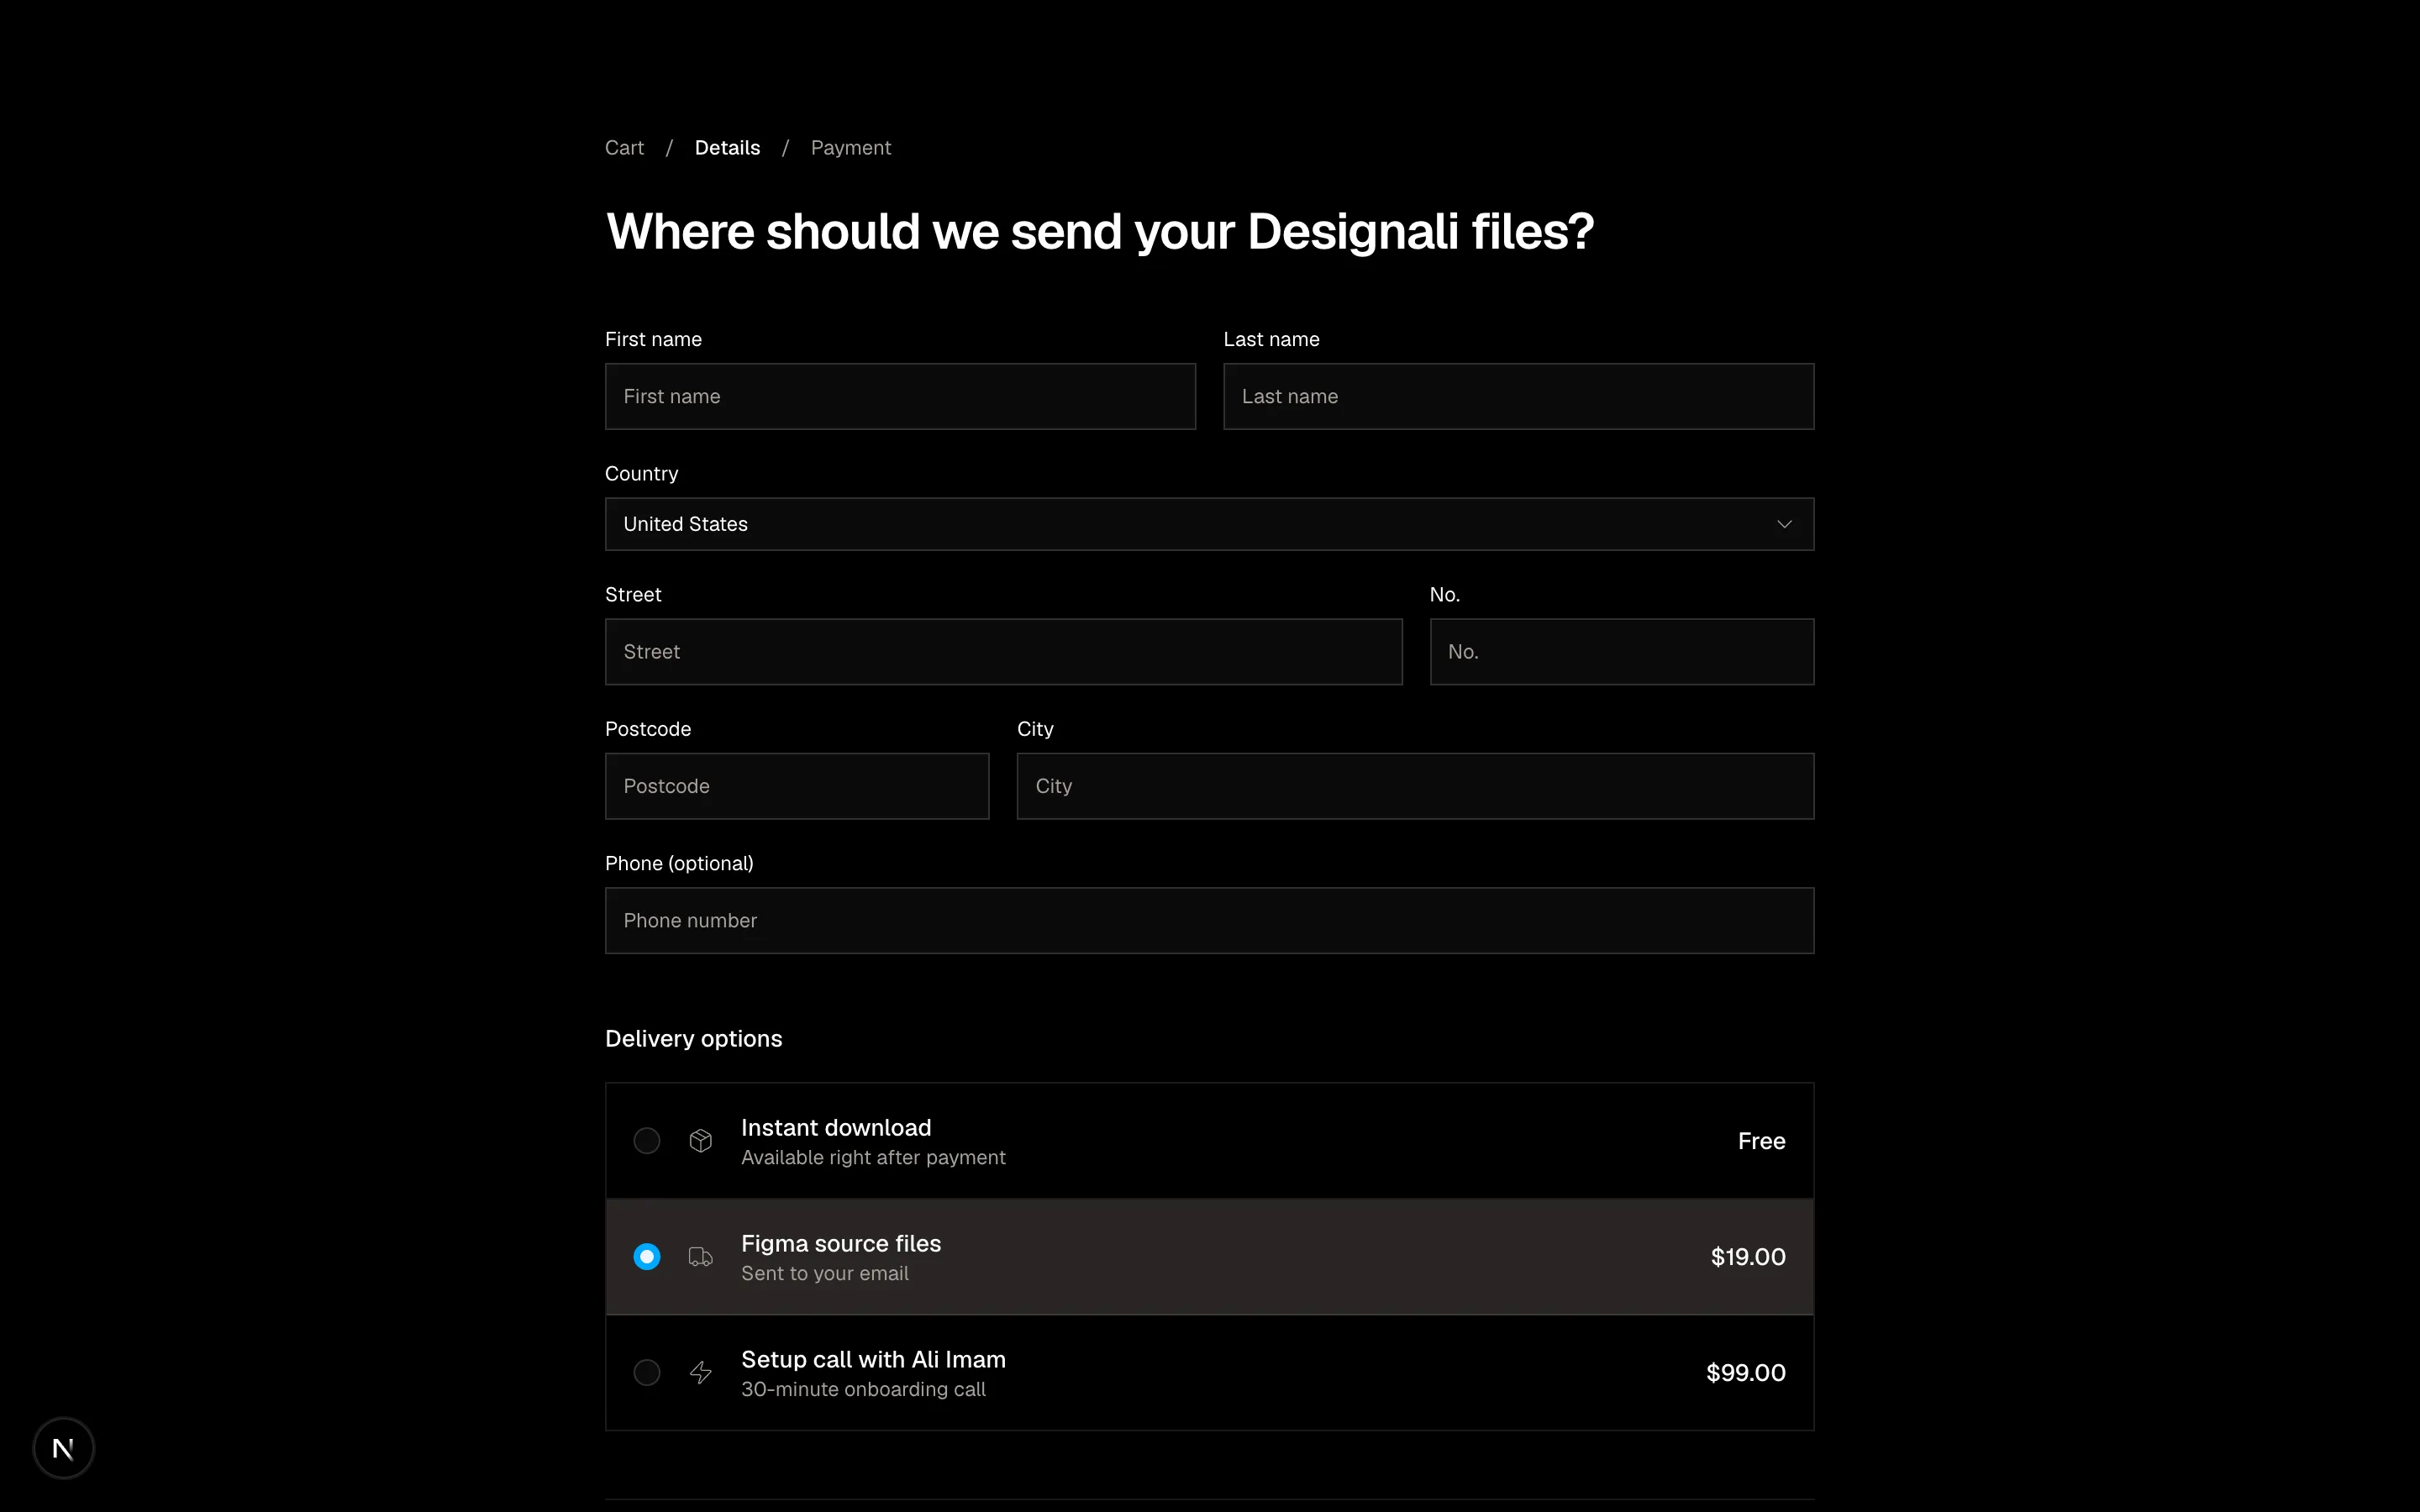 Cart / Details / Payment
Where should we send your Designali files?
First name
Last name
First name
Last name
Country
United States
Street
No.
Street
No.
Postcode
City
Postcode
City
Phone (optional)
Phone number
Delivery options
Instant download
Available right after payment
Free
Figma source files
Sent to your email
$19.00
Setup call with Ali Imam
30-minute onboarding call
$99.00
N